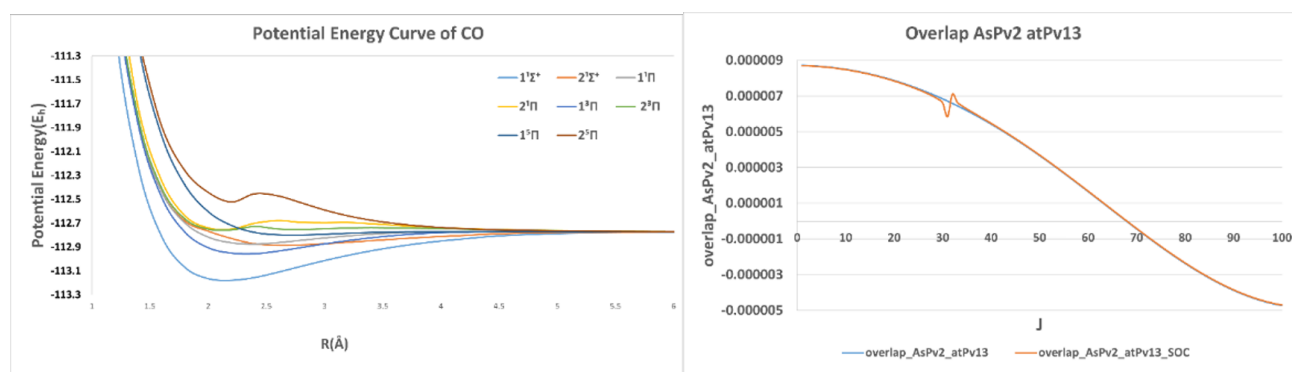 Potential Energy Curve of CO
Potential Energy(Eh)
-111.3
-111.5
-111.7
-111.9
-112.1
-112.3
-112.5
-112.7
-112.9
-113.1
-113.3
1¹Σ⁺ 2¹Σ⁺ 1¹Π
2¹Π 1³Π 2³Π
1⁵Π 2⁵Π
1 1.5 2 2.5 3 3.5 4 4.5 5 5.5 6
R(Å)
Overlap AsPv2 atPv13
overlap_AsPv2_atPv13
0.000009
0.000007
0.000005
0.000003
0.000001
-0.000001
-0.000003
-0.000005
0 10 20 30 40 50 60 70 80 90 100
J
overlap_AsPv2_atPv13 overlap_AsPv2_atPv13_SOC